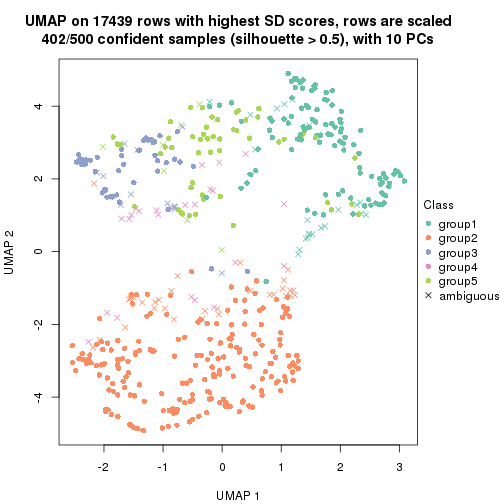 UMAP on 17439 rows with highest SD scores, rows are scaled
402/500 confident samples (silhouette > 0.5), with 10 PCs
4
2
0
-2
-4
UMAP 2
-2
-1
0
1
2
3
UMAP 1
Class
group1
group2
group3
group4
group5
ambiguous